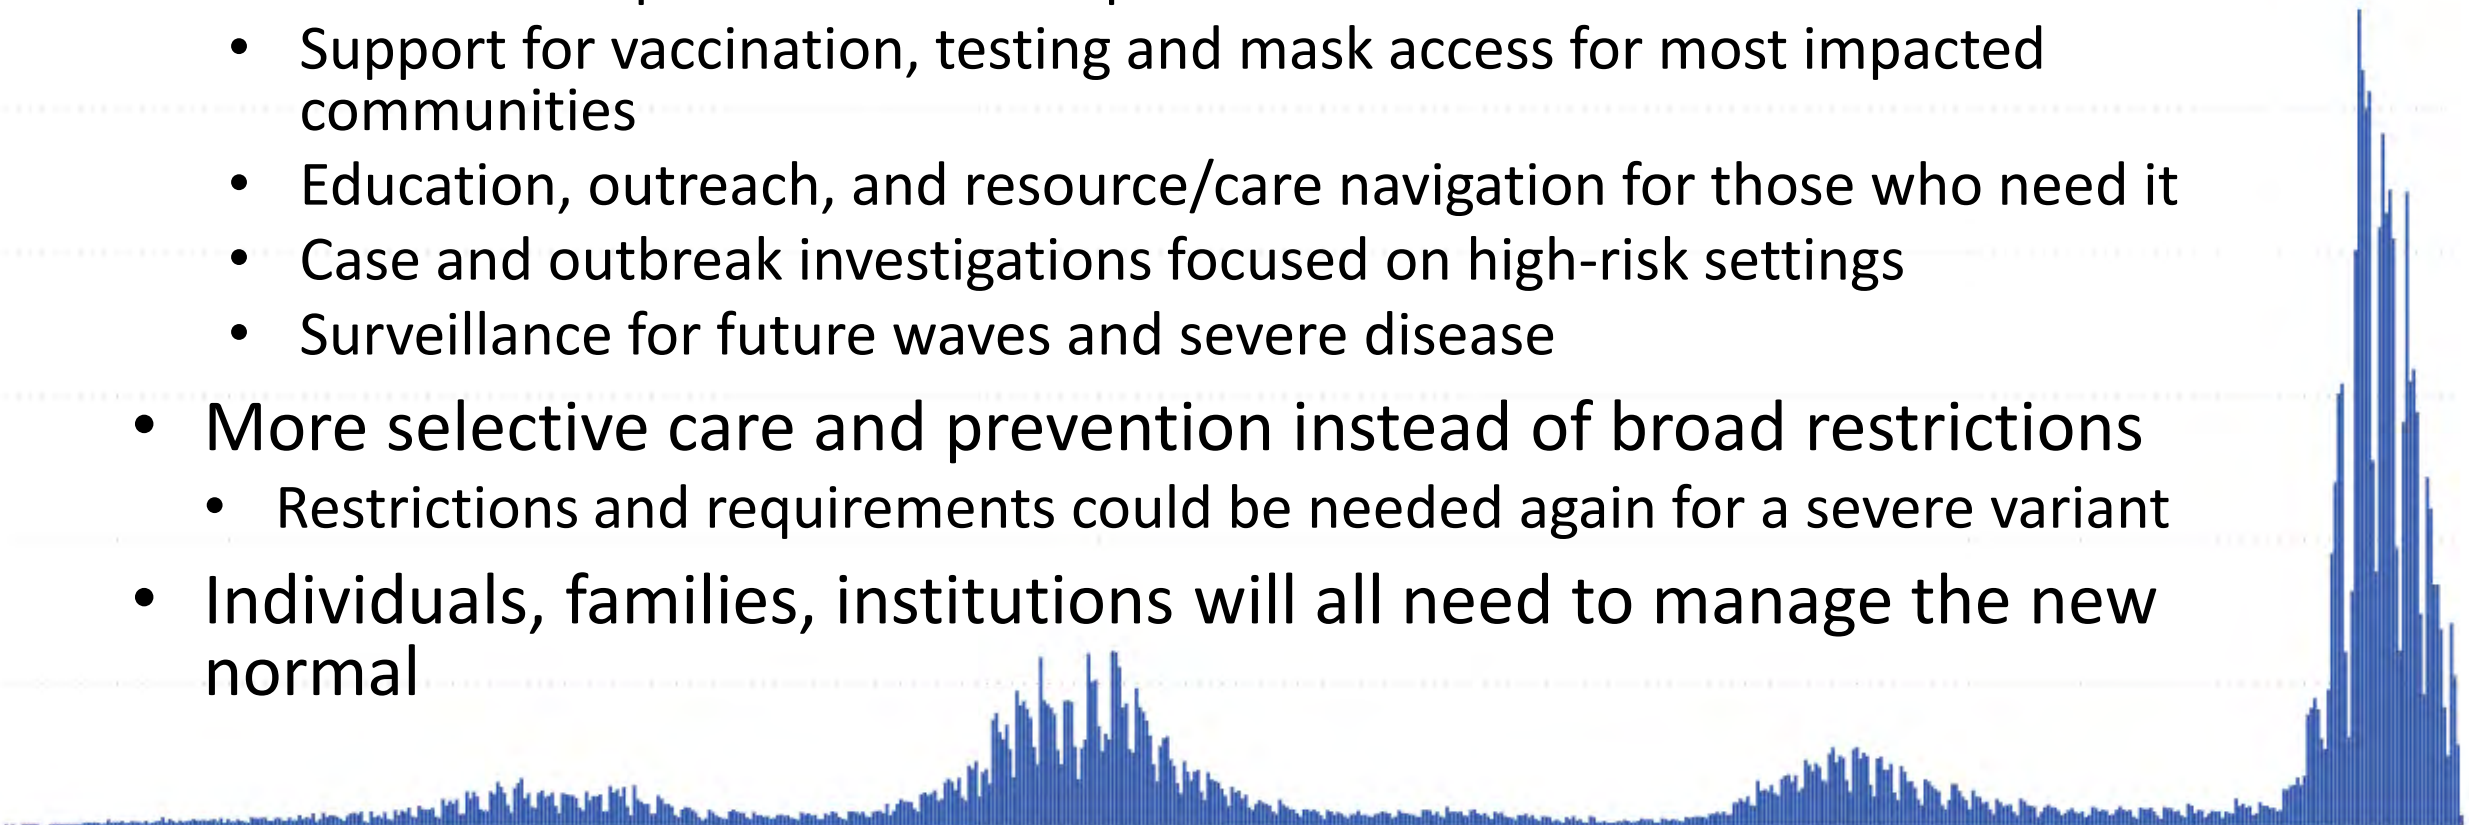 • Support for vaccination, testing and mask access for most impacted
communities
• Education, outreach, and resource/care navigation for those who need it
• Case and outbreak investigations focused on high-risk settings
• Surveillance for future waves and severe disease
• More selective care and prevention instead of broad restrictions
• Restrictions and requirements could be needed again for a severe variant
• Individuals, families, institutions will all need to manage the new
normal